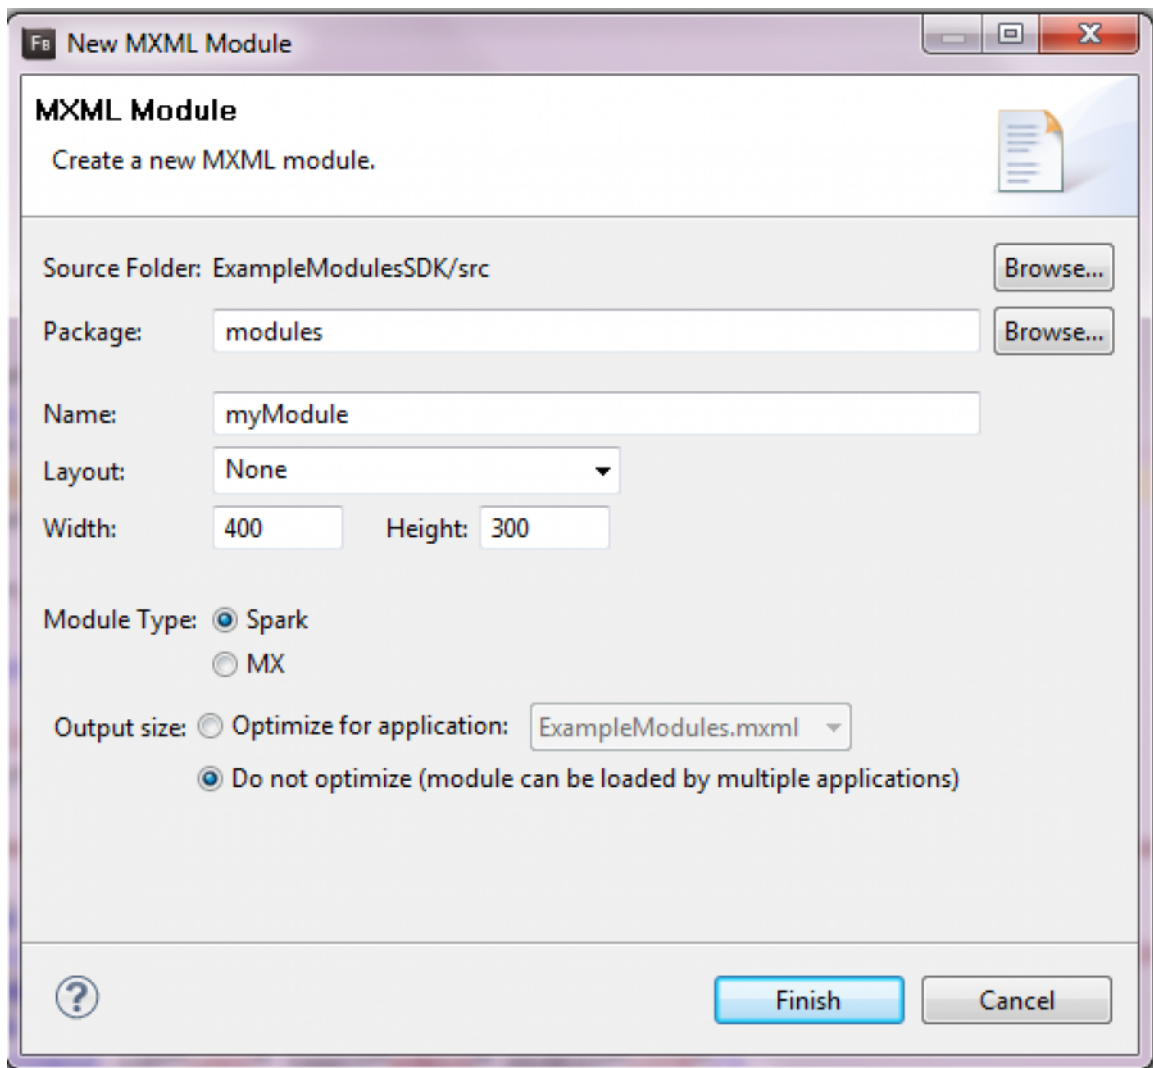 FB New MXML Module
MXML Module
Create a new MXML module.
Source Folder: ExampleModulesSDK/src Browse...
Package: modules Browse...
Name: myModule
Layout: None
Width: 400 Height: 300
Module Type: Spark
MX
Output size: Optimize for application: ExampleModules.mxml
Do not optimize (module can be loaded by multiple applications)
? Finish Cancel